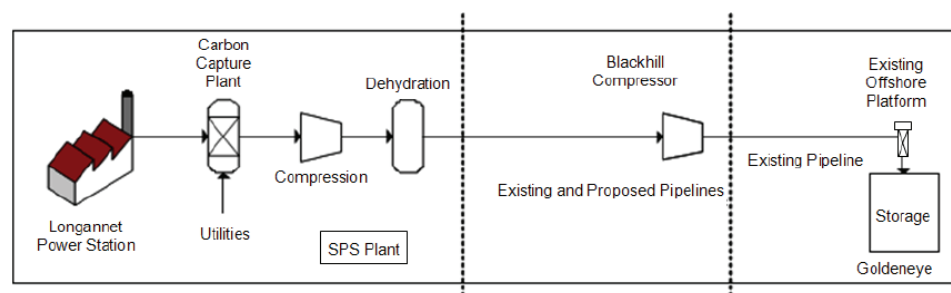 Carbon
Capture
Plant
Dehydration
Blackhill
Compressor
Existing
Offshore
Platform
Compression
Existing Pipeline
Existing and Proposed Pipelines
Longannet
Power Station
Utilities
SPS Plant
Storage
Goldeneye